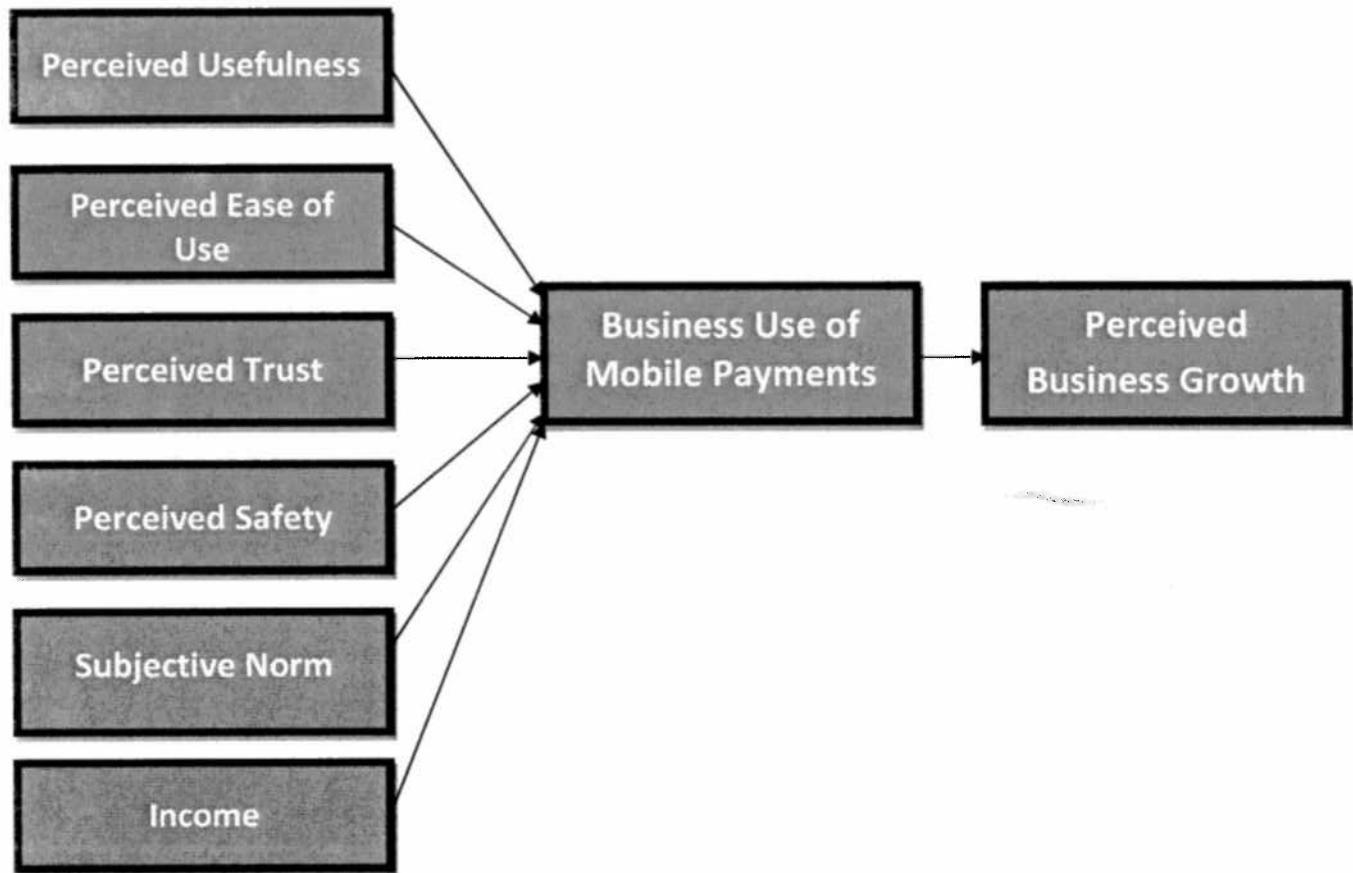 Perceived Usefulness
Perceived Ease of
Use
Perceived Trust
Perceived Safety
Subjective Norm
Income
Business Use of
Mobile Payments
Perceived
Business Growth